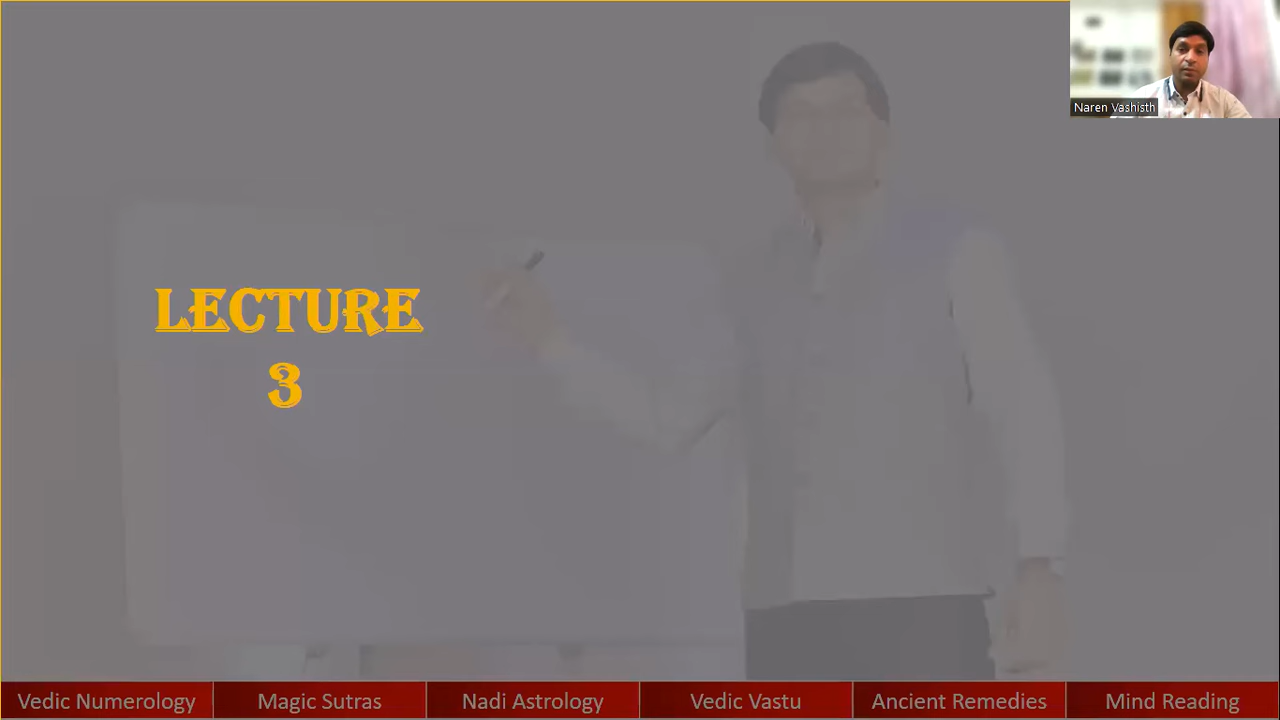 Naren Vashisth
LECTURE
3
Vedic Numerology
Magic Sutras
Nadi Astrology
Vedic Vastu
Ancient Remedies
Mind Reading